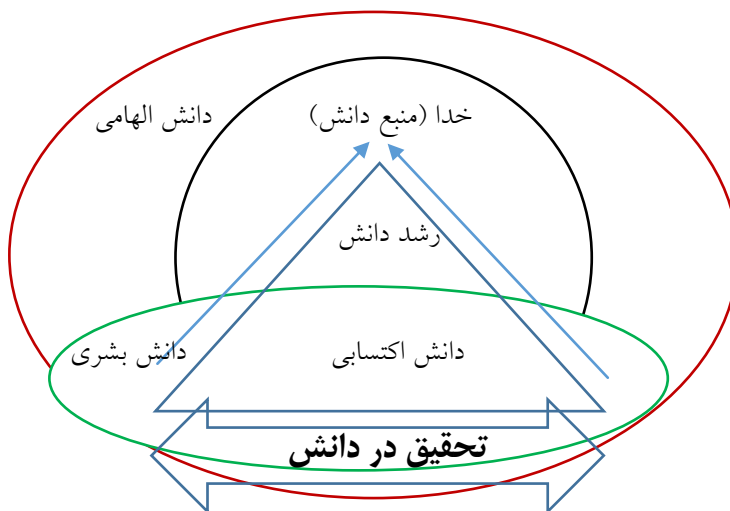 خدا (منبع دانش)
دانش الهامی
رشد دانش
دانش اکتسابی
دانش بشری
تحقیق در دانش